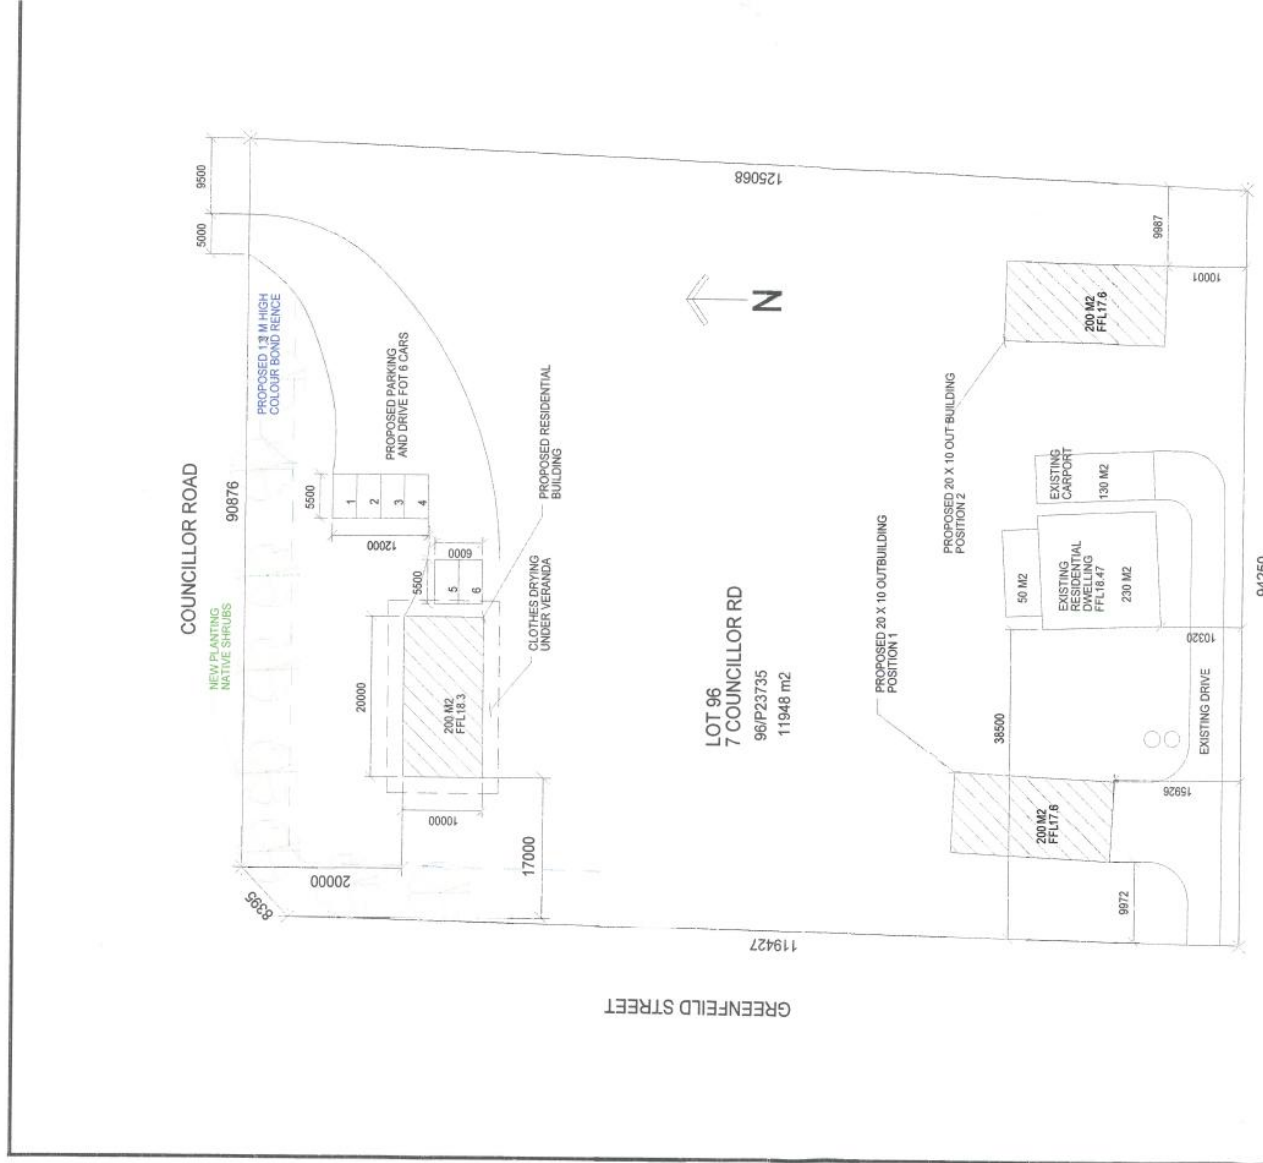 COUNCILLOR ROAD
90876
9500
5000
PROPOSED M HIGH
COLOUR BOND RENCE
NEW PLANTING
NATIVE SHRUBS
PROPOSED PARKING
AND DRIVE FOT 6 CARS
5500
1
2
3
4
12000
5500
6000
5
6
PROPOSED RESIDENTIAL
BUILDING
CLOTHES DRYING
UNDER VERANDA
20000
200 M2
FFL18.3
10000
17000
20000
8395
125068
N
LOT 96
7 COUNCILLOR RD
96/P23735
11948 m2
119427
GREENFEILD STREET
PROPOSED 20 X 10 OUT BUILDING
POSITION 2
200 M2
FFL17.6
9987
10001
PROPOSED 20 X 10 OUTBUILDING
POSITION 1
200M2
FFL17.6
9972
15926
38500
50 M2
EXISTING
RESIDENTIAL
DWELLING
FFL18.47
230 M2
EXISTING
CARPORT
130 M2
10320
EXISTING DRIVE